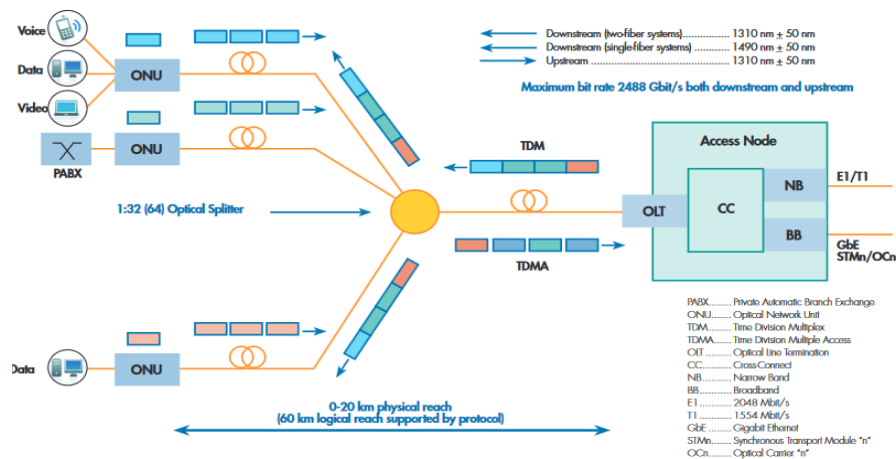 Voice
Data
Video
PABX
ONU
ONU
Downstream (two-fiber systems).................. 1310 nm ± 50 nm
Downstream (single-fiber systems) ............. 1490 nm ± 50 nm
Upstream ................................................ 1310 nm ± 50 nm
Maximum bit rate 2488 Gbit/s both downstream and upstream
1:32 (64) Optical Splitter
TDM
TDMA
Access Node
OLT
CC
NB
BB
E1/T1
GbE
STMn/OCn
Data
ONU
0-20 km physical reach
(60 km logical reach supported by protocol)
PABX........ Private Automatic Branch Exchange
ONU........ Optical Network Unit
TDM........ Time Division Multiplex
TDMA....... Time Division Multiple Access
OLT ......... Optical Line Termination
CC........... Cross-Connect
NB........... Narrow Band
BB............ Broadband
E1............ 2048 Mbit/s
T1............ 1554 Mbit/s
GbE......... Gigabit Ethernet
STMn........ Synchronous Transport Module "n"
OCn......... Optical Carrier "n"